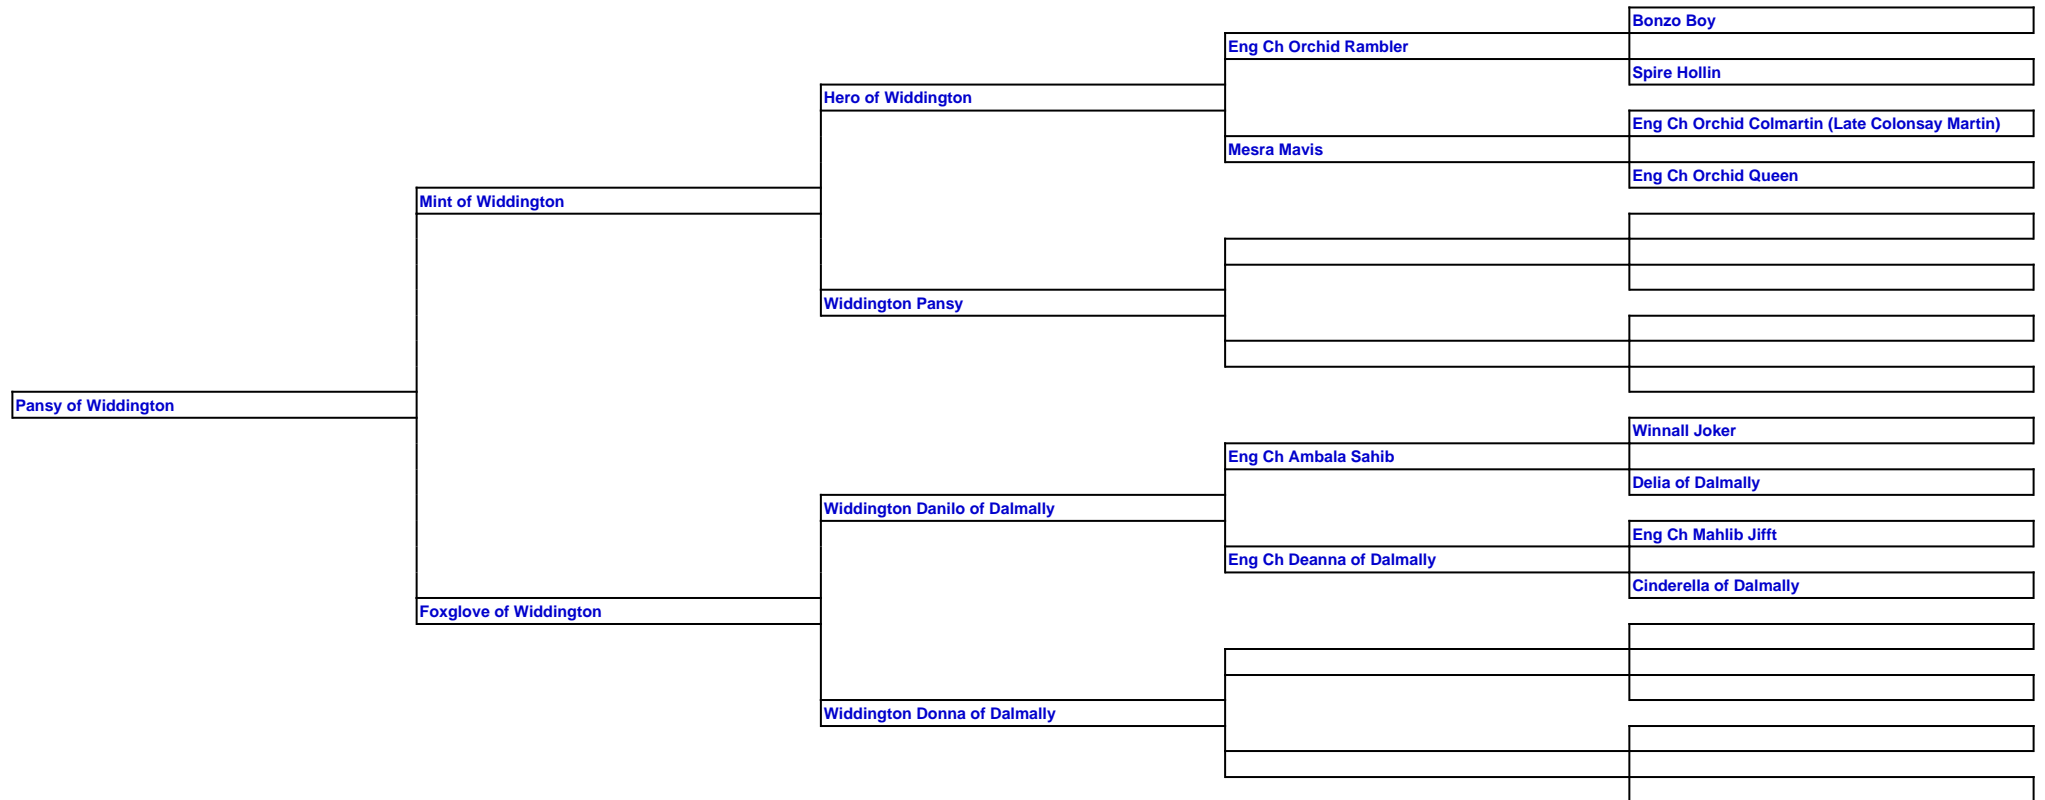 Bonzo Boy
Eng Ch Orchid Rambler
Spire Hollin
Hero of Widdington
Eng Ch Orchid Colmartin (Late Colonsay Martin)
Mesra Mavis
Eng Ch Orchid Queen
Mint of Widdington
Widdington Pansy
Pansy of Widdington
Winnall Joker
Eng Ch Ambala Sahib
Delia of Dalmally
Widdington Danilo of Dalmally
Eng Ch Mahlib Jifft
Eng Ch Deanna of Dalmally
Cinderella of Dalmally
Foxglove of Widdington
Widdington Donna of Dalmally